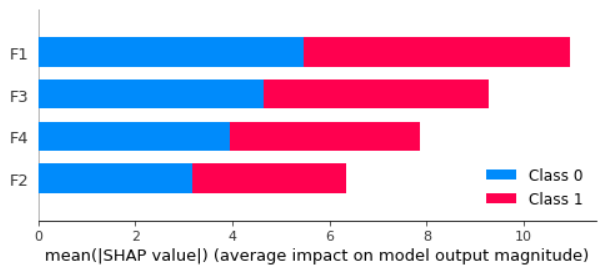 F1
F3
F4
F2
Class 0
Class 1
0 2 4 6 8 10
mean(|SHAP value|) (average impact on model output magnitude)